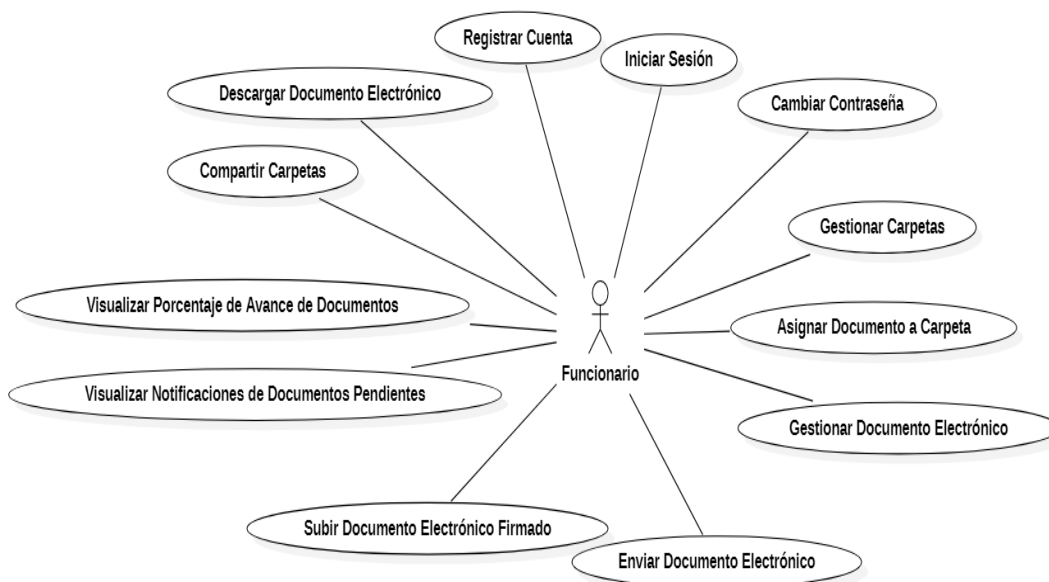 Registrar Cuenta
Iniciar Sesión
Descargar Documento Electrónico
Cambiar Contraseña
Compartir Carpetas
Gestionar Carpetas
Visualizar Porcentaje de Avance de Documentos
Asignar Documento a Carpeta
Funcionario
Visualizar Notificaciones de Documentos Pendientes
Gestionar Documento Electrónico
Subir Documento Electrónico Firmado
Enviar Documento Electrónico